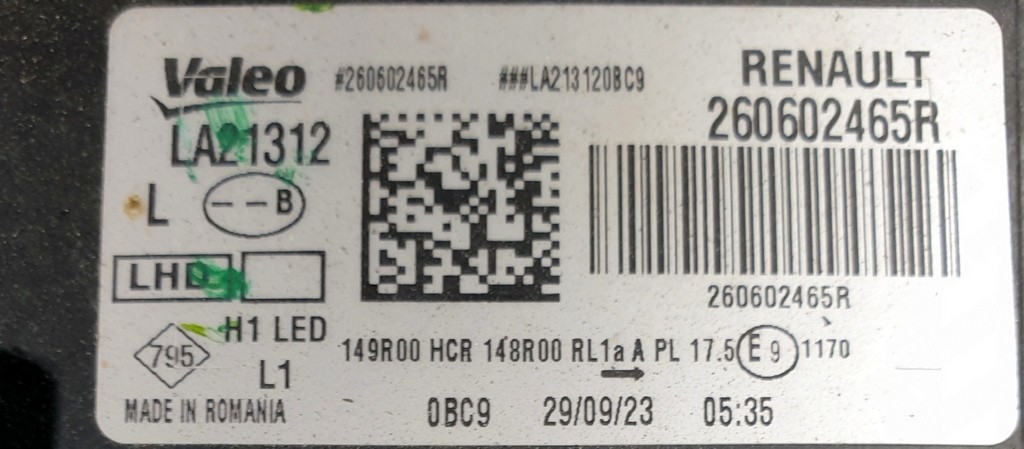 Valeo #260602465R ###LA213120BC9 RENAULT
260602465R
LA21312
L --B
LHD
260602465R
H1 LED
795
149R00 HCR 148R00 RL1a A PL 17.5 E9 1170
L1
MADE IN ROMANIA 0BC9 29/09/23 05:35